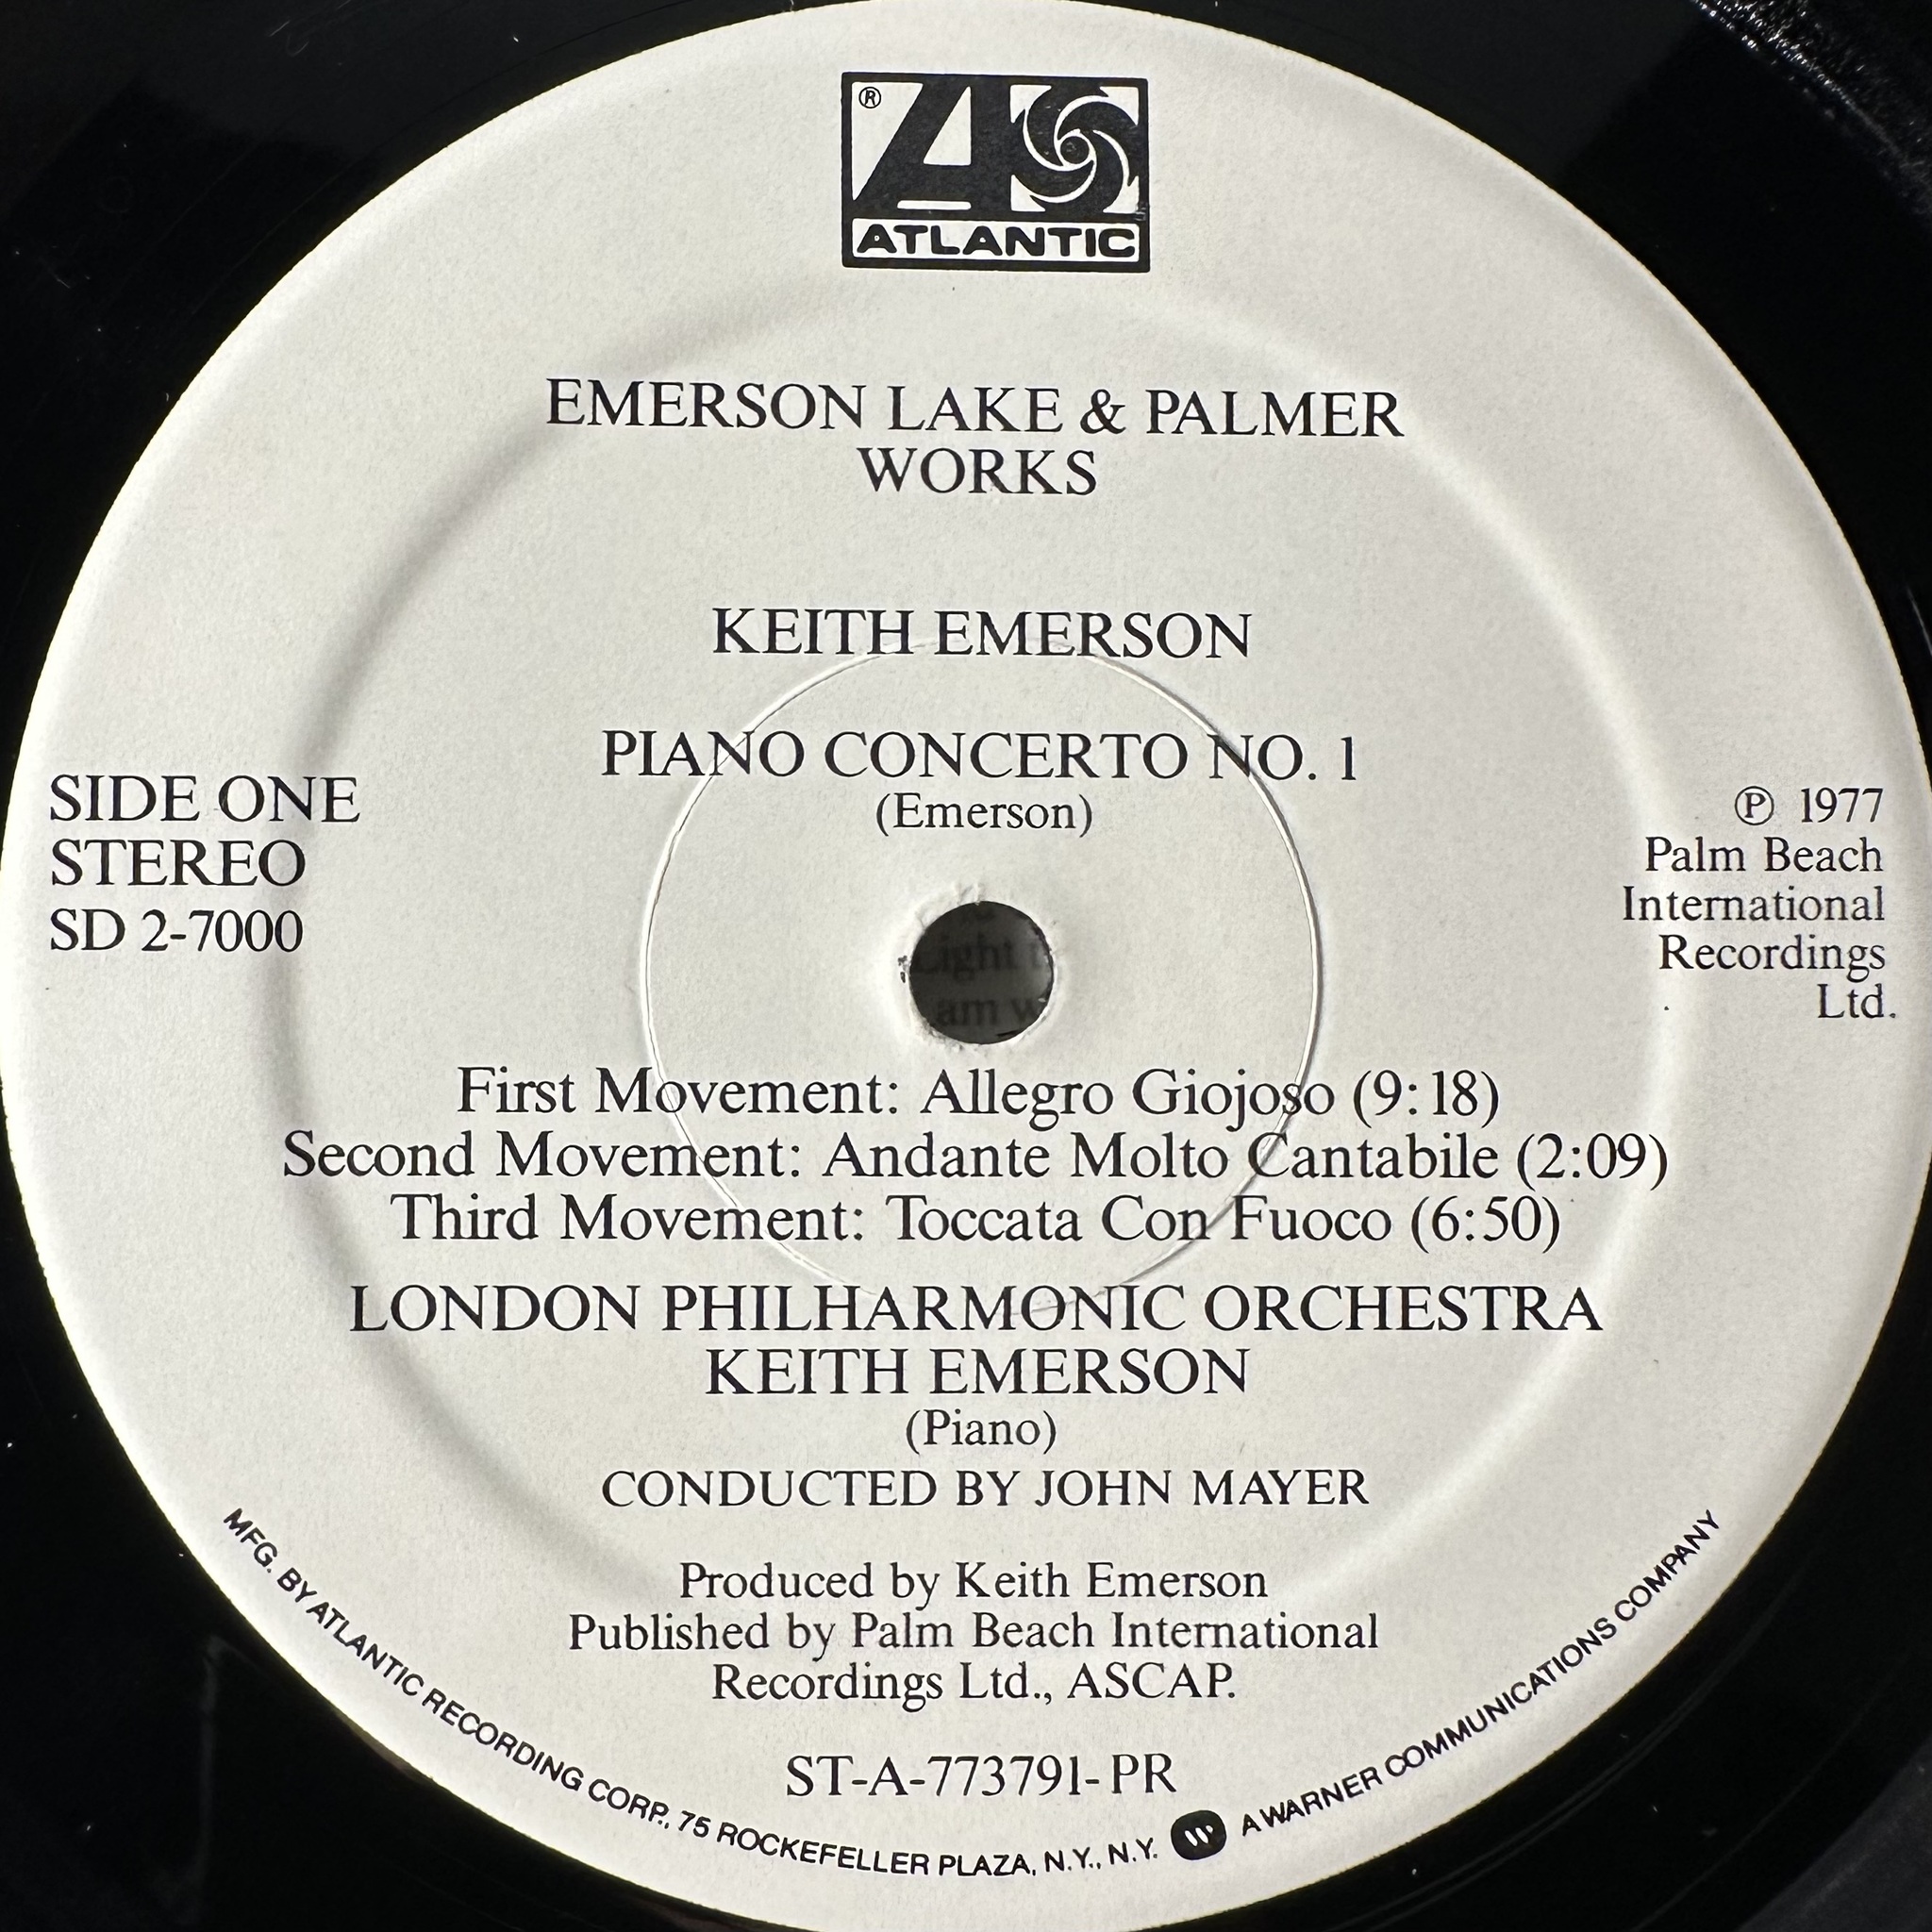 ®
ATLANTIC
EMERSON LAKE & PALMER
WORKS
KEITH EMERSON
PIANO CONCERTO NO. 1
(Emerson)
SIDE ONE
STEREO
SD 2-7000
Ⓟ 1977
Palm Beach
International
Recordings
Ltd.
Light
am
First Movement: Allegro Giojoso (9:18)
Second Movement: Andante Molto Cantabile (2:09)
Third Movement: Toccata Con Fuoco (6:50)
LONDON PHILHARMONIC ORCHESTRA
KEITH EMERSON
(Piano)
CONDUCTED BY JOHN MAYER
Produced by Keith Emerson
Published by Palm Beach International
Recordings Ltd., ASCAP.
ST-A-773791-PR
MFG. BY ATLANTIC RECORDING CORP., 75 ROCKEFELLER PLAZA, N.Y., N.Y. W A WARNER COMMUNICATIONS COMPANY